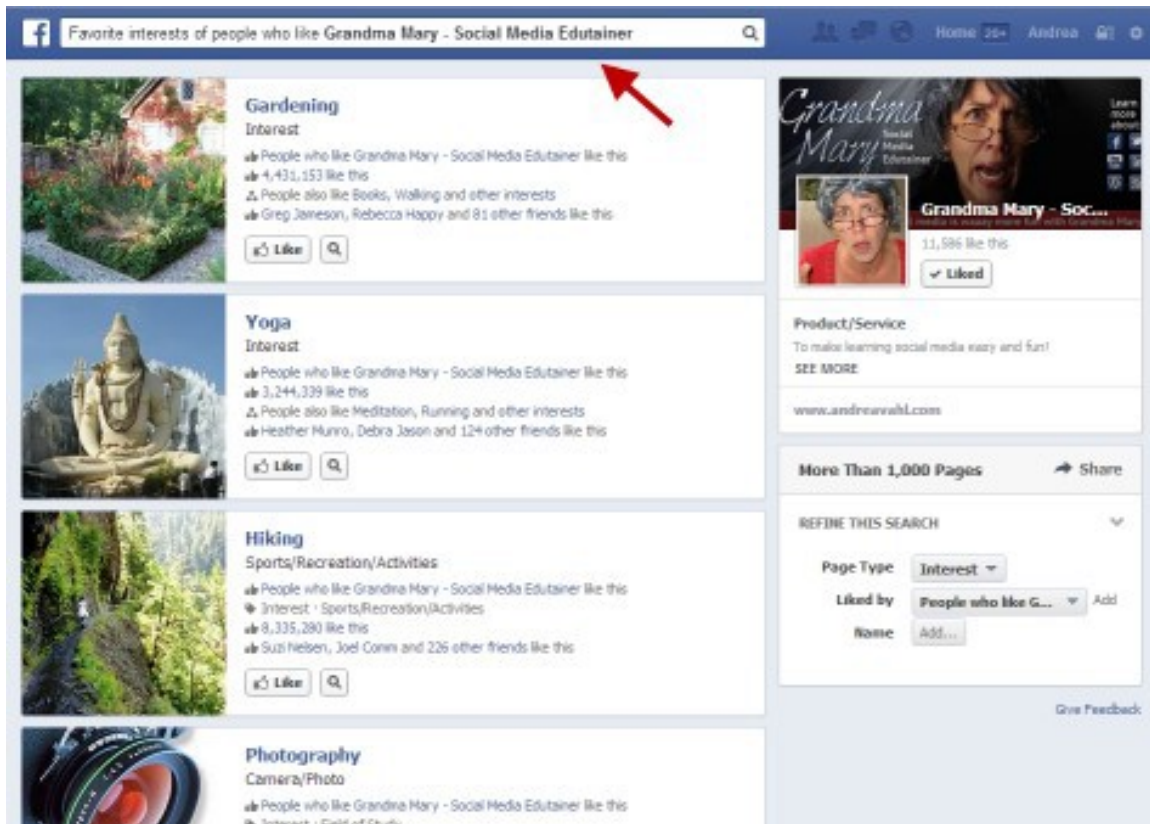 f
Favorite interests of people who like Grandma Mary - Social Media Edutainer
Home 20+ Andrea
Gardening
Interest
People who like Grandma Mary - Social Media Edutainer like this
4,431,153 like this
People also like Books, Walking and other interests
Greg Jameson, Rebecca Happy and 81 other friends like this
Like
Yoga
Interest
People who like Grandma Mary - Social Media Edutainer like this
3,244,339 like this
People also like Meditation, Running and other interests
Heather Munro, Debra Jason and 124 other friends like this
Like
Hiking
Sports/Recreation/Activities
People who like Grandma Mary - Social Media Edutainer like this
Interest · Sports/Recreation/Activities
8,335,280 like this
Suzi Nelsen, Joel Comm and 226 other friends like this
Like
Photography
Camera/Photo
People who like Grandma Mary - Social Media Edutainer like this
Interest · Field of Study
Grandma
Mary
Social
Media
Edutainer
Learn
more
about
Grandma Mary - Soc...
11,586 like this
Liked
Product/Service
To make learning social media easy and fun!
SEE MORE
www.andreavahl.com
More Than 1,000 Pages
Share
REFINE THIS SEARCH
Page Type Interest
Liked by People who like G... Add
Name Add...
Give Feedback